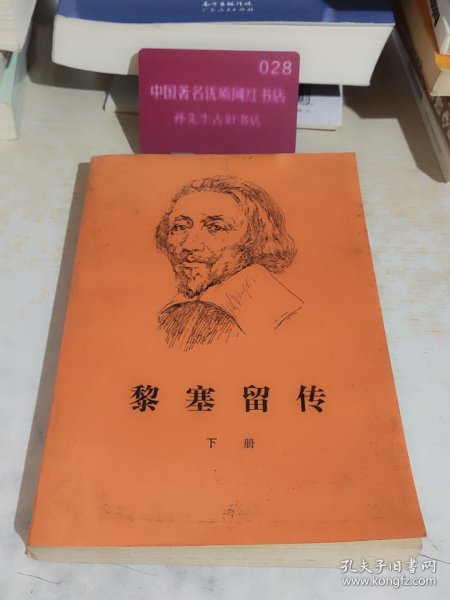 028
中国著名优质网红书店
孙先生古旧书店
黎塞留传
下册
孔夫子旧书网
www.kongfz.com